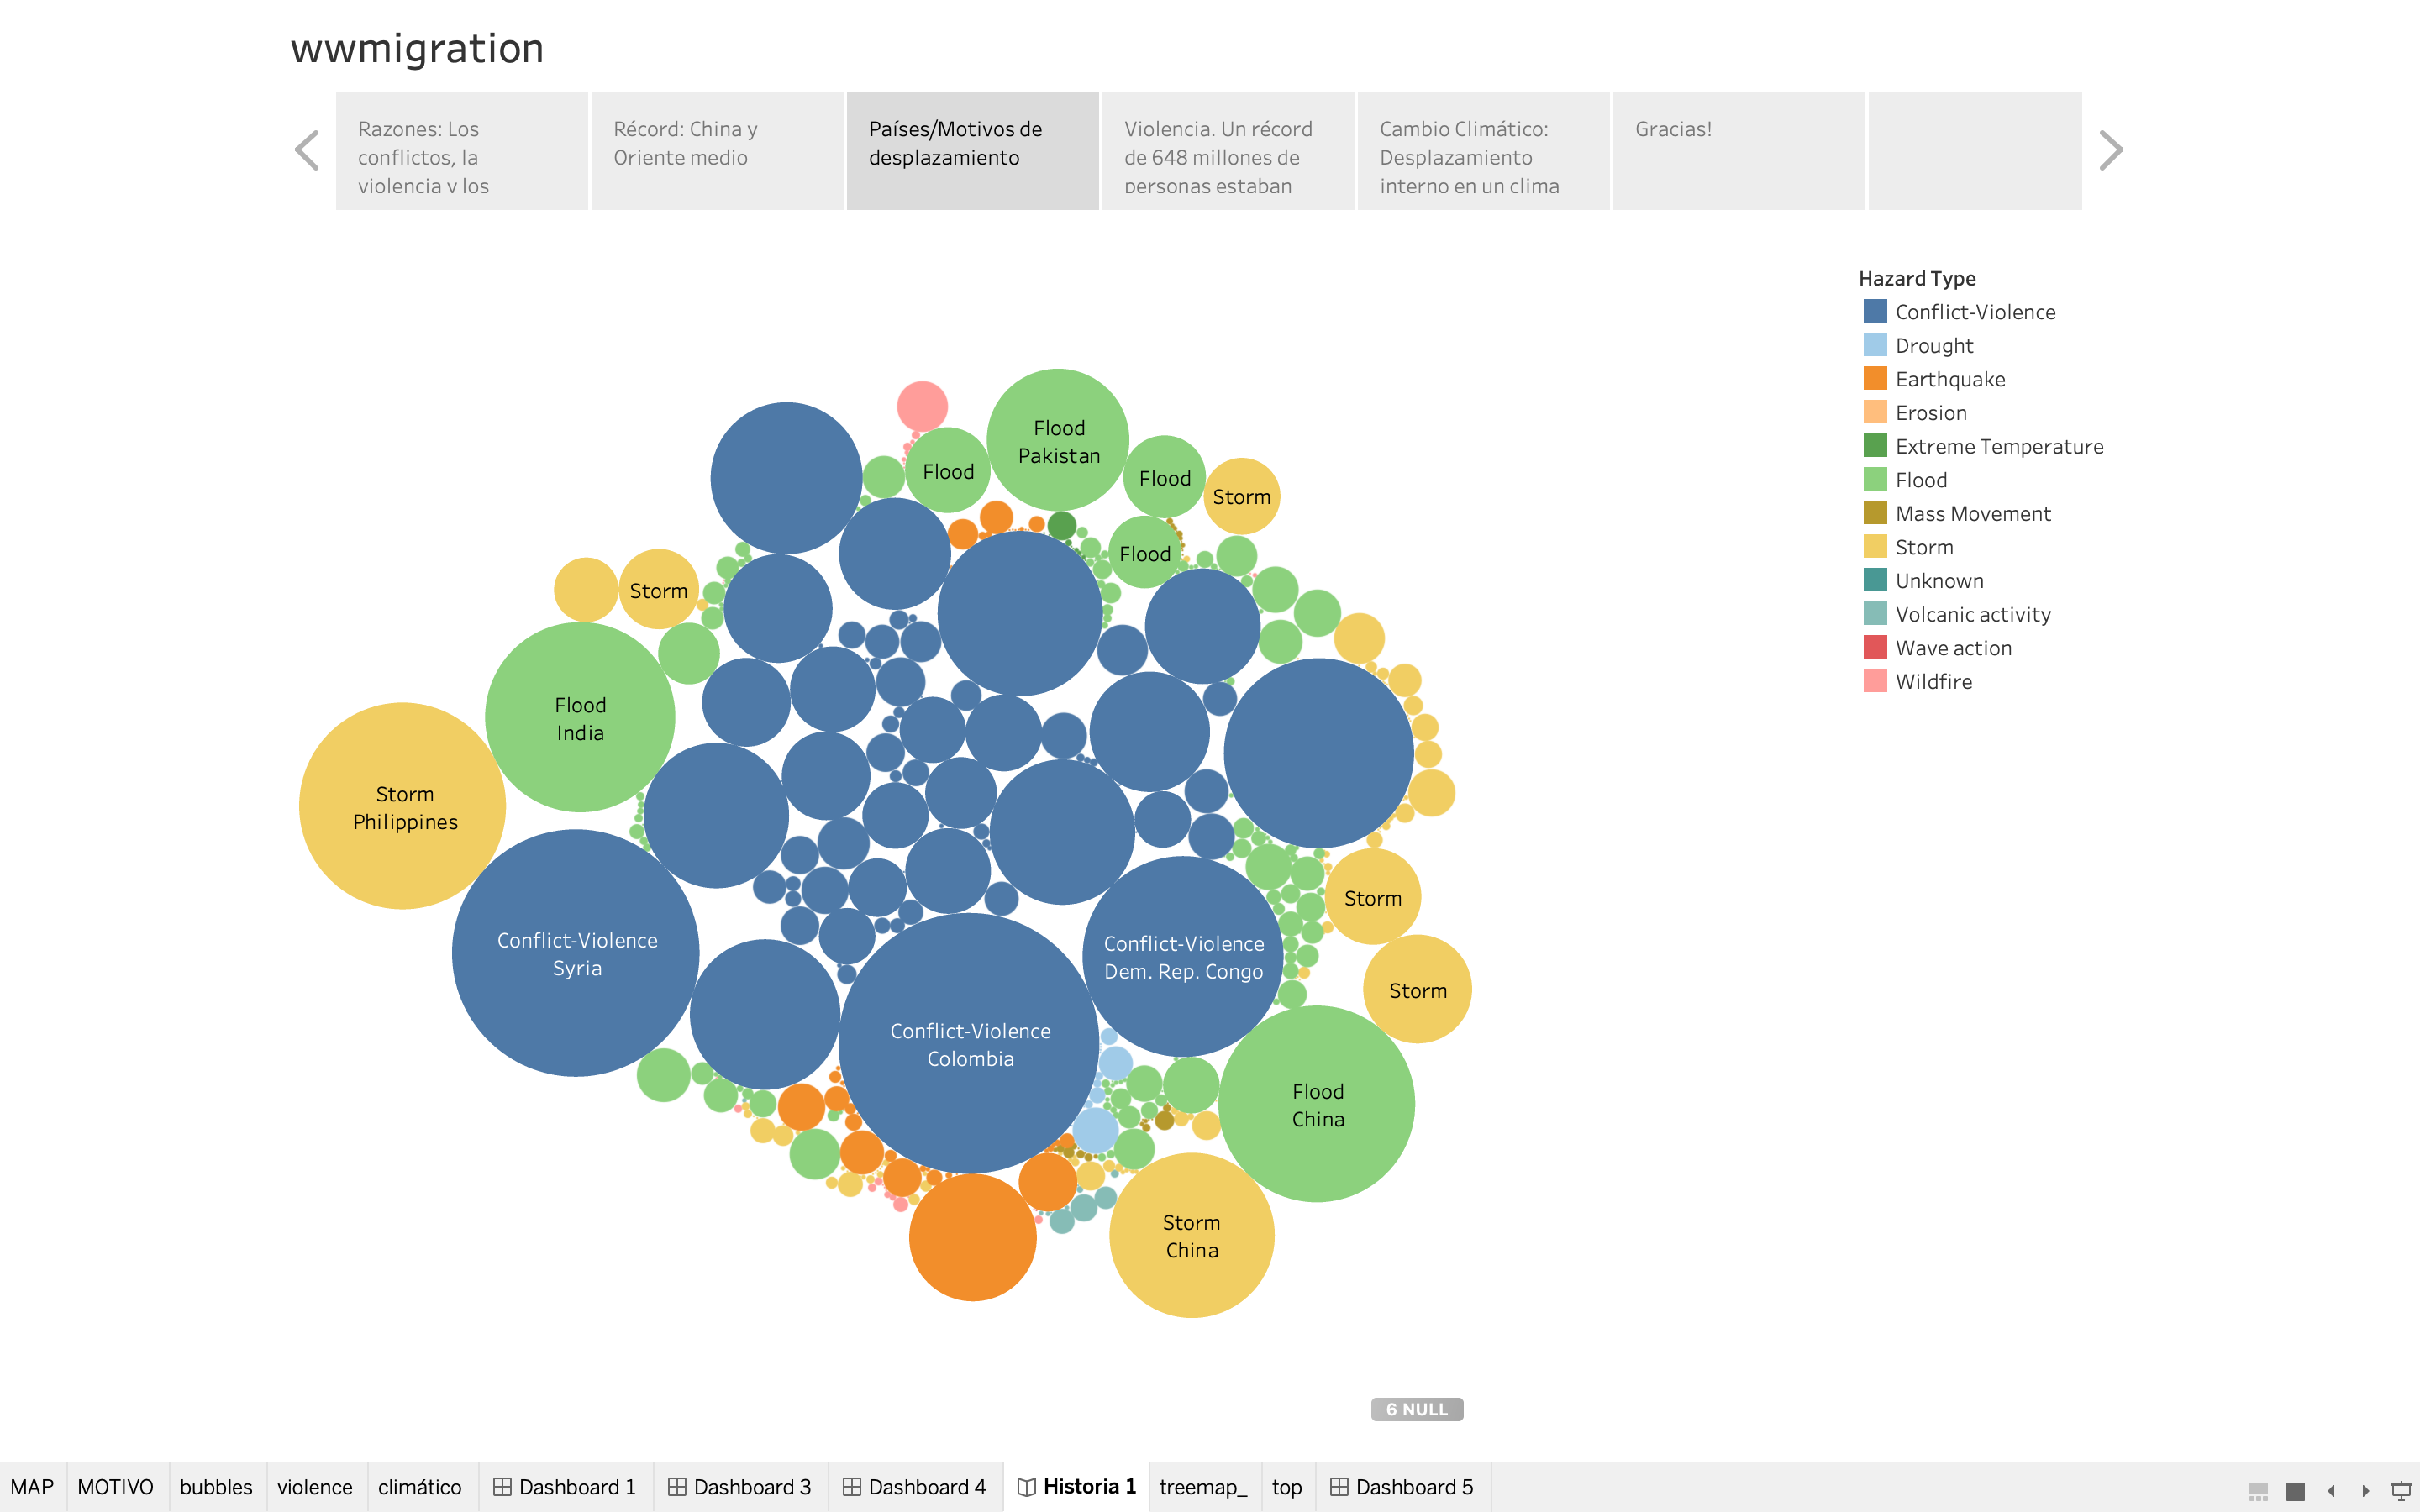 wwmigration
Razones: Los
conflictos, la
violencia y los
Récord: China y
Oriente medio
Países/Motivos de
desplazamiento
Violencia. Un récord
de 648 millones de
personas estaban
Cambio Climático:
Desplazamiento
interno en un clima
Gracias!
Hazard Type
Conflict-Violence
Drought
Earthquake
Erosion
Extreme Temperature
Flood
Mass Movement
Storm
Unknown
Volcanic activity
Wave action
Wildfire
Flood
Pakistan
Flood
Flood
Storm
Flood
Storm
Flood
India
Storm
Philippines
Storm
Conflict-Violence
Syria
Conflict-Violence
Dem. Rep. Congo
Storm
Conflict-Violence
Colombia
Flood
China
Storm
China
6 NULL
MAP
MOTIVO
bubbles
violence
climático
Dashboard 1
Dashboard 3
Dashboard 4
Historia 1
treemap_
top
Dashboard 5